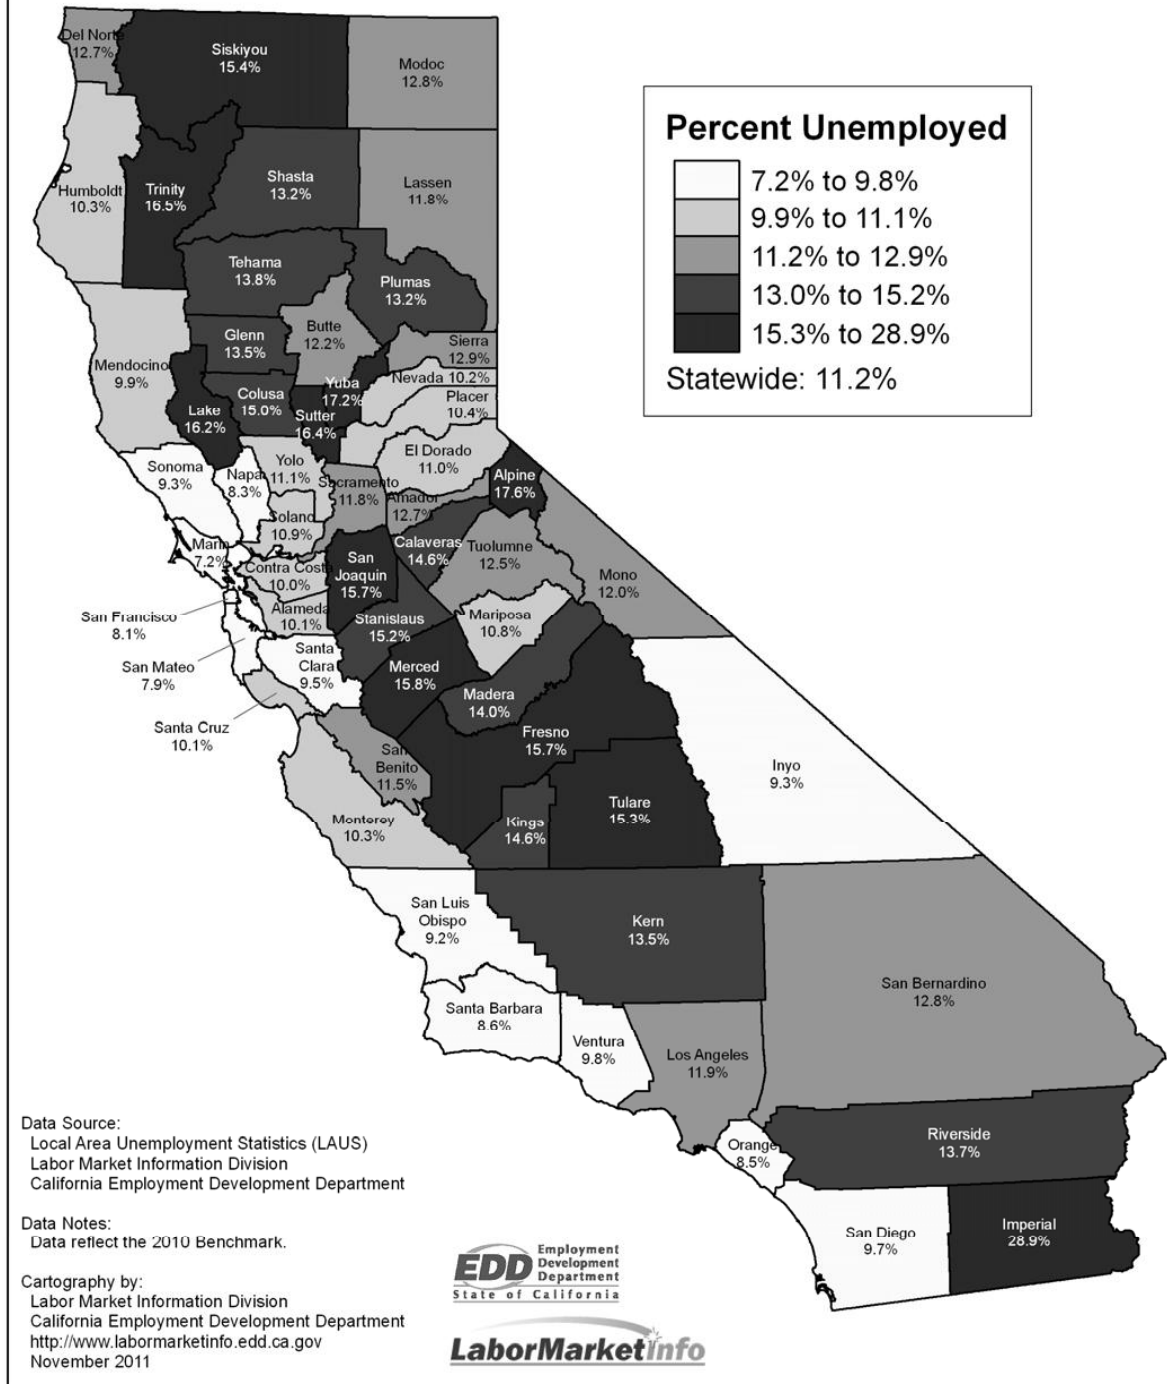 Del Norte
12.7%
Siskiyou
15.4%
Modoc
12.8%
Humboldt
10.3%
Trinity
16.5%
Shasta
13.2%
Lassen
11.8%
Tehama
13.8%
Plumas
13.2%
Glenn
13.5%
Butte
12.2%
Sierra
12.9%
Mendocino
9.9%
Nevada 10.2%
Yuba
17.2%
Placer
10.4%
Colusa
15.0%
Lake
16.2%
Sutter
16.4%
El Dorado
11.0%
Sonoma
9.3%
Napa
8.3%
Yolo
11.1%
Sacramento
11.8%
Amador
12.7%
Alpine
17.6%
Solano
10.9%
Marin
7.2%
Contra Costa
10.0%
San
Joaquin
15.7%
Calaveras
14.6%
Tuolumne
12.5%
Mono
12.0%
San Francisco
8.1%
Alameda
10.1%
Stanislaus
15.2%
Mariposa
10.8%
San Mateo
7.9%
Santa
Clara
9.5%
Merced
15.8%
Madera
14.0%
Santa Cruz
10.1%
San
Benito
11.5%
Fresno
15.7%
Inyo
9.3%
Monterey
10.3%
Kings
14.6%
Tulare
15.3%
San Luis
Obispo
9.2%
Kern
13.5%
San Bernardino
12.8%
Santa Barbara
8.6%
Ventura
9.8%
Los Angeles
11.9%
Orange
8.5%
Riverside
13.7%
San Diego
9.7%
Imperial
28.9%
Percent Unemployed
7.2% to 9.8%
9.9% to 11.1%
11.2% to 12.9%
13.0% to 15.2%
15.3% to 28.9%
Statewide: 11.2%
Data Source:
Local Area Unemployment Statistics (LAUS)
Labor Market Information Division
California Employment Development Department
Data Notes:
Data reflect the 2010 Benchmark.
Cartography by:
Labor Market Information Division
California Employment Development Department
http://www.labormarketinfo.edd.ca.gov
November 2011
EDD
Employment
Development
Department
State of California
LaborMarketinfo